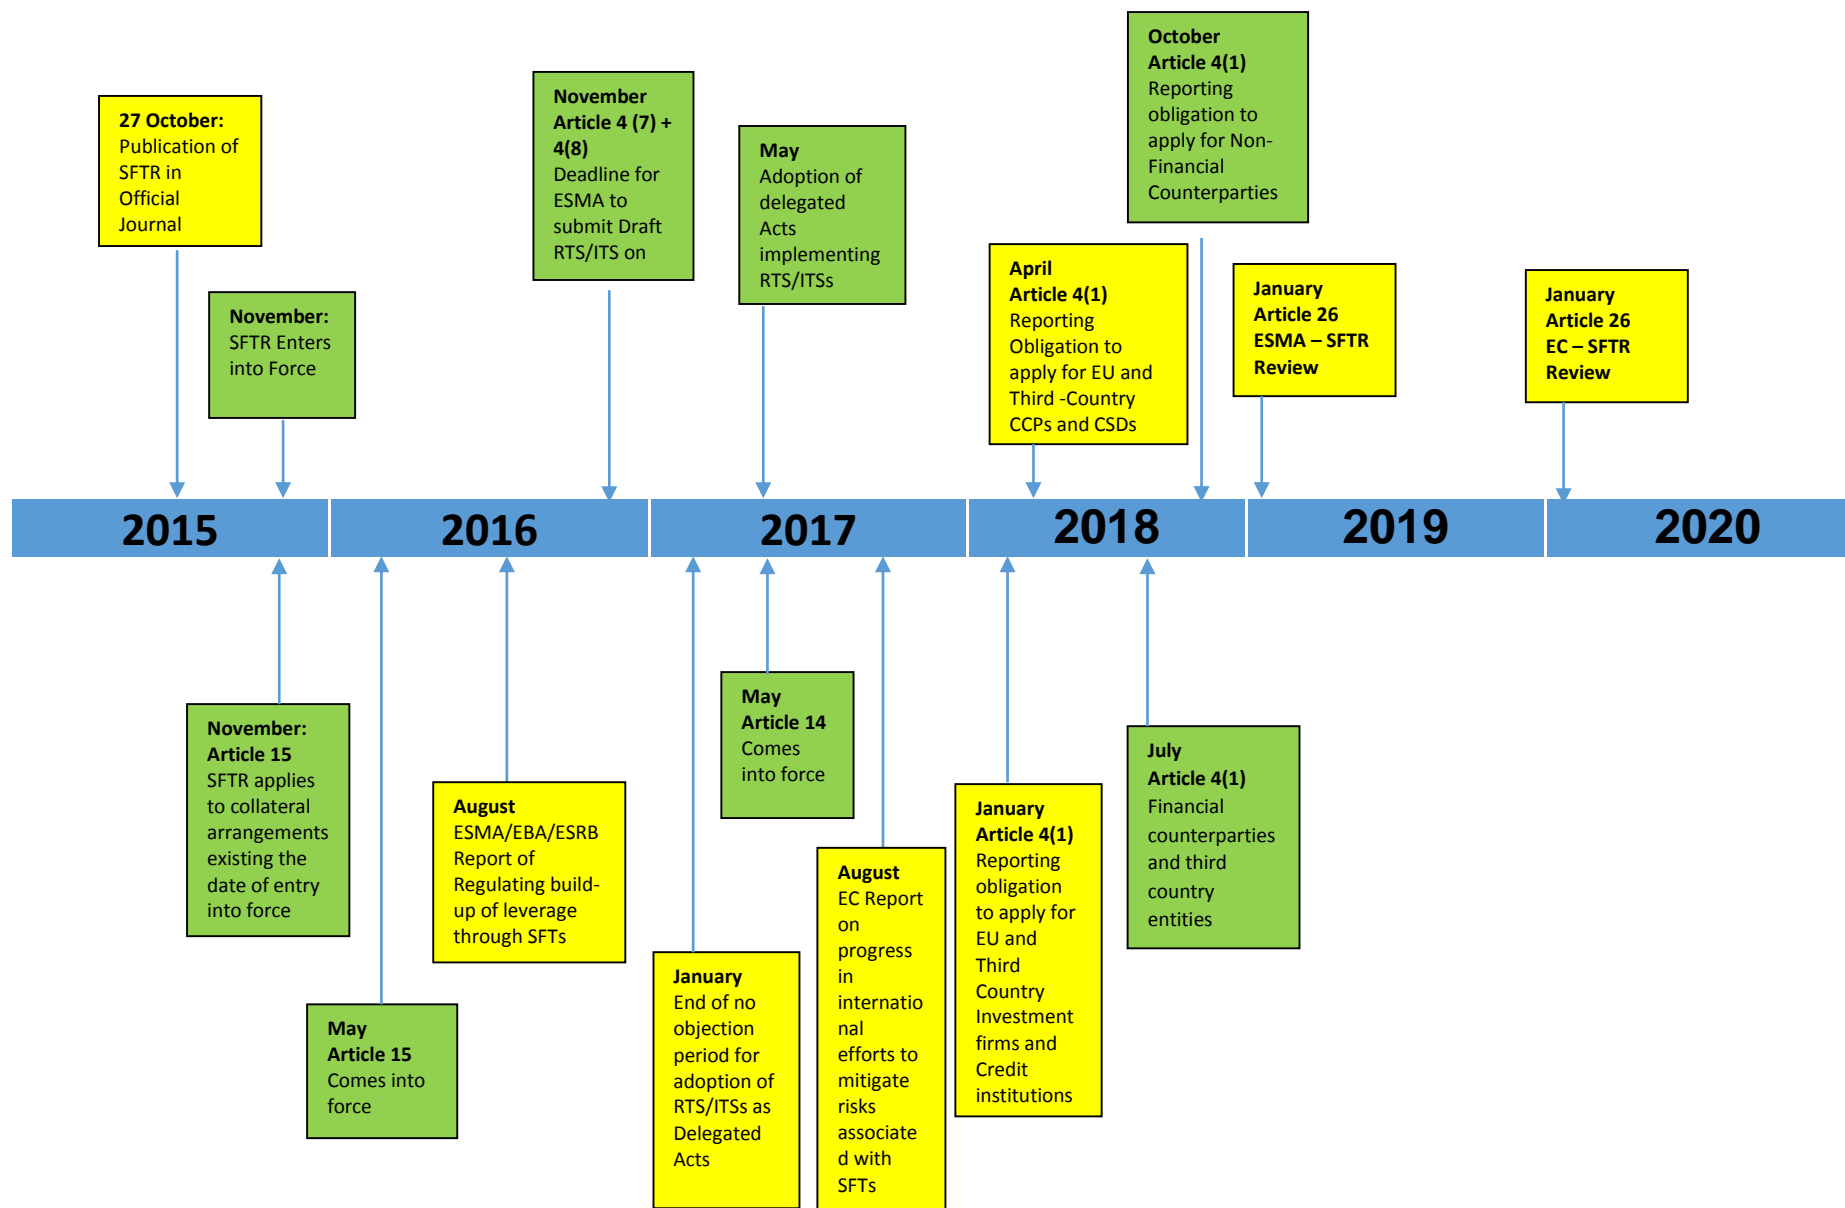 27 October:
Publication of
SFTR in
Official
Journal
November:
SFTR Enters
into Force
November
Article 4 (7) +
4(8)
Deadline for
ESMA to
submit Draft
RTS/ITS on
May
Adoption of
delegated
Acts
implementing
RTS/ITSs
April
Article 4(1)
Reporting
Obligation to
apply for EU and
Third -Country
CCPs and CSDs
October
Article 4(1)
Reporting
obligation to
apply for Non-
Financial
Counterparties
January
Article 26
ESMA – SFTR
Review
January
Article 26
EC – SFTR
Review
2015
2016
2017
2018
2019
2020
November:
Article 15
SFTR applies
to collateral
arrangements
existing the
date of entry
into force
May
Article 15
Comes into
force
August
ESMA/EBA/ESRB
Report of
Regulating build-
up of leverage
through SFTs
January
End of no
objection
period for
adoption of
RTS/ITSs as
Delegated
Acts
May
Article 14
Comes
into force
August
EC Report
on
progress
in
internatio
nal
efforts to
mitigate
risks
associate
d with
SFTs
January
Article 4(1)
Reporting
obligation
to apply for
EU and
Third
Country
Investment
firms and
Credit
institutions
July
Article 4(1)
Financial
counterparties
and third
country
entities